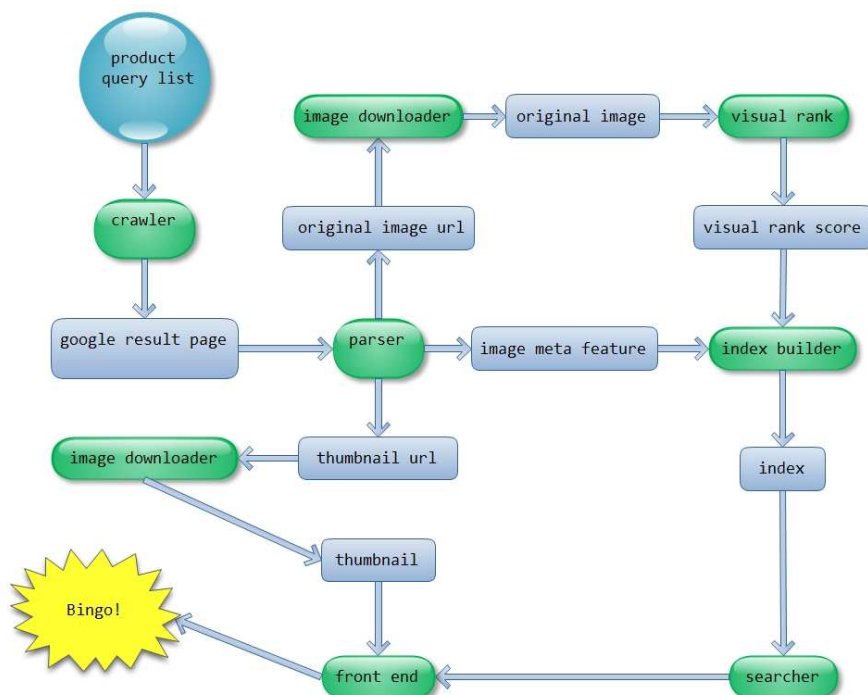 product
query list
image downloader
original image
visual rank
crawler
original image url
visual rank score
google result page
parser
image meta feature
index builder
image downloader
thumbnail url
index
thumbnail
Bingo!
front end
searcher